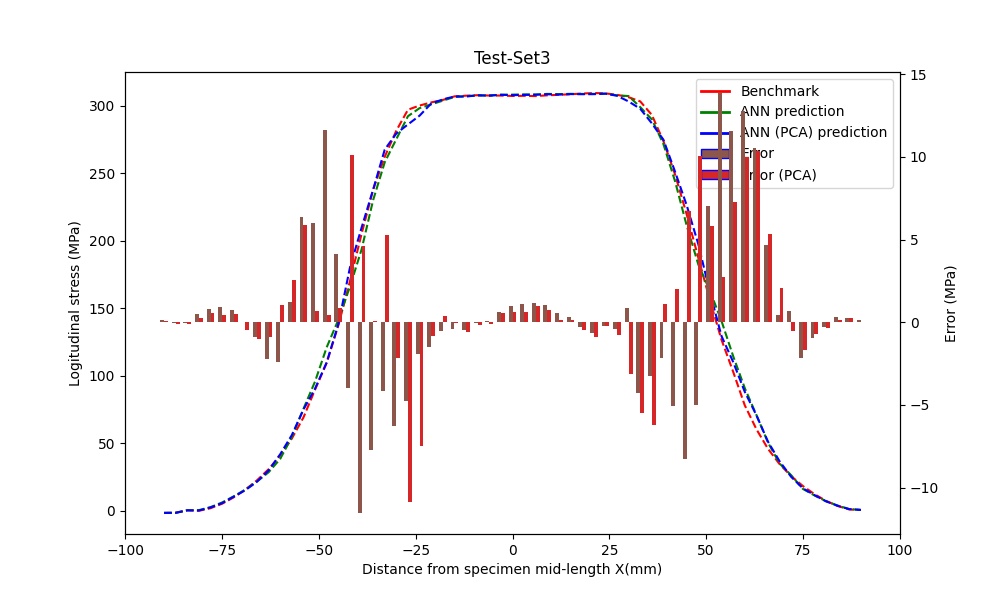 Test-Set3
Benchmark
ANN prediction
ANN (PCA) prediction
Error
Error (PCA)
300
250
200
150
100
50
0
Logitudinal stress (MPa)
15
10
5
0
−5
−10
Error (MPa)
−100 −75 −50 −25 0 25 50 75 100
Distance from specimen mid-length X(mm)